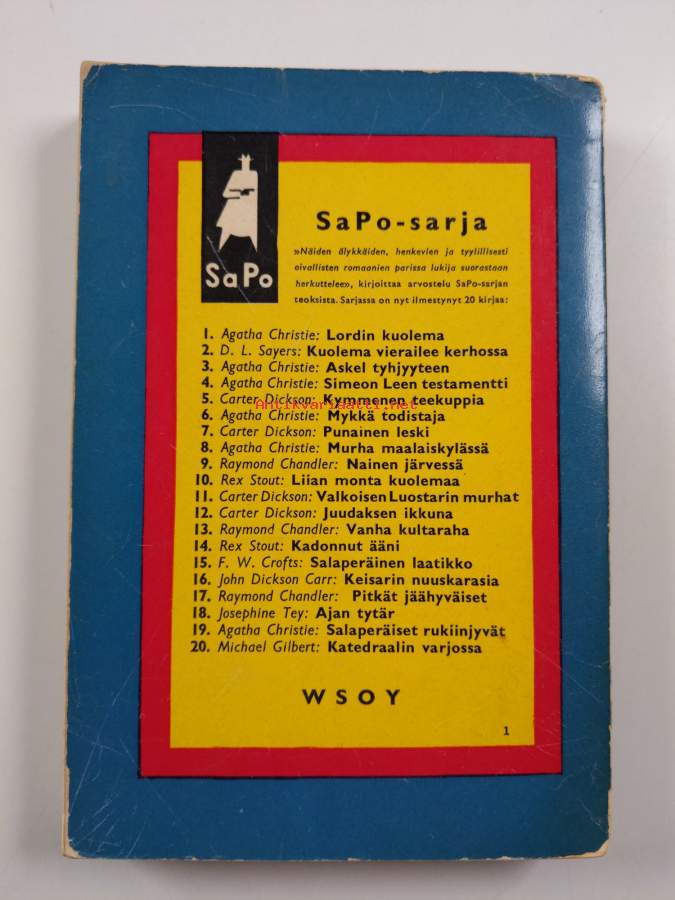 SaPo-sarja
»Näiden älykkäiden, henkevien ja tyylillisesti
oivallisten romaanien parissa lukija suorastaan
herkuttelee», kirjoittaa arvostelu SaPo-sarjan
teoksista. Sarjassa on nyt ilmestynyt 20 kirjaa:
SaPo
1. Agatha Christie: Lordin kuolema
2. D. L. Sayers: Kuolema vierailee kerhossa
3. Agatha Christie: Askel tyhjyyteen
4. Agatha Christie: Simeon Leen testamentti
5. Carter Dickson: Kymmenen teekuppia
Antikvariaatti.net
6. Agatha Christie: Mykkä todistaja
7. Carter Dickson: Punainen leski
8. Agatha Christie: Murha maalaiskylässä
9. Raymond Chandler: Nainen järvessä
10. Rex Stout: Liian monta kuolemaa
11. Carter Dickson: Valkoisen Luostarin murhat
12. Carter Dickson: Juudaksen ikkuna
13. Raymond Chandler: Vanha kultaraha
14. Rex Stout: Kadonnut ääni
15. F. W. Crofts: Salaperäinen laatikko
16. John Dickson Carr: Keisarin nuuskarasia
17. Raymond Chandler: Pitkät jäähyväiset
18. Josephine Tey: Ajan tytär
19. Agatha Christie: Salaperäiset rukiinjyvät
20. Michael Gilbert: Katedraalin varjossa
WSOY
1